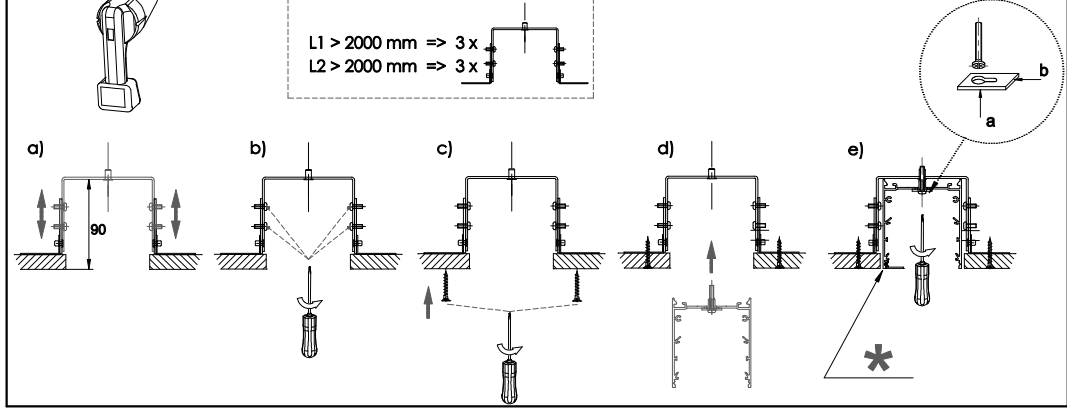 L1 > 2000 mm => 3 x
L2 > 2000 mm => 3 x
b
a
a)
b)
c)
d)
e)
90
*